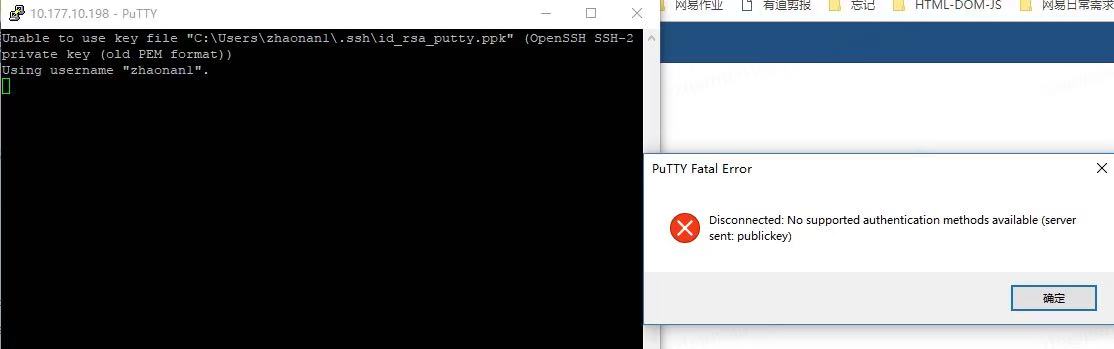 10.177.10.198 - PuTTY
网易作业
有道剪报
忘记
HTML-DOM-JS
网易日常需求
Unable to use key file "C:\Users\zhaonan1\.ssh\id_rsa_putty.ppk" (OpenSSH SSH-2
private key (old PEM format))
Using username "zhaonan1".
PuTTY Fatal Error
Disconnected: No supported authentication methods available (server
sent: publickey)
确定